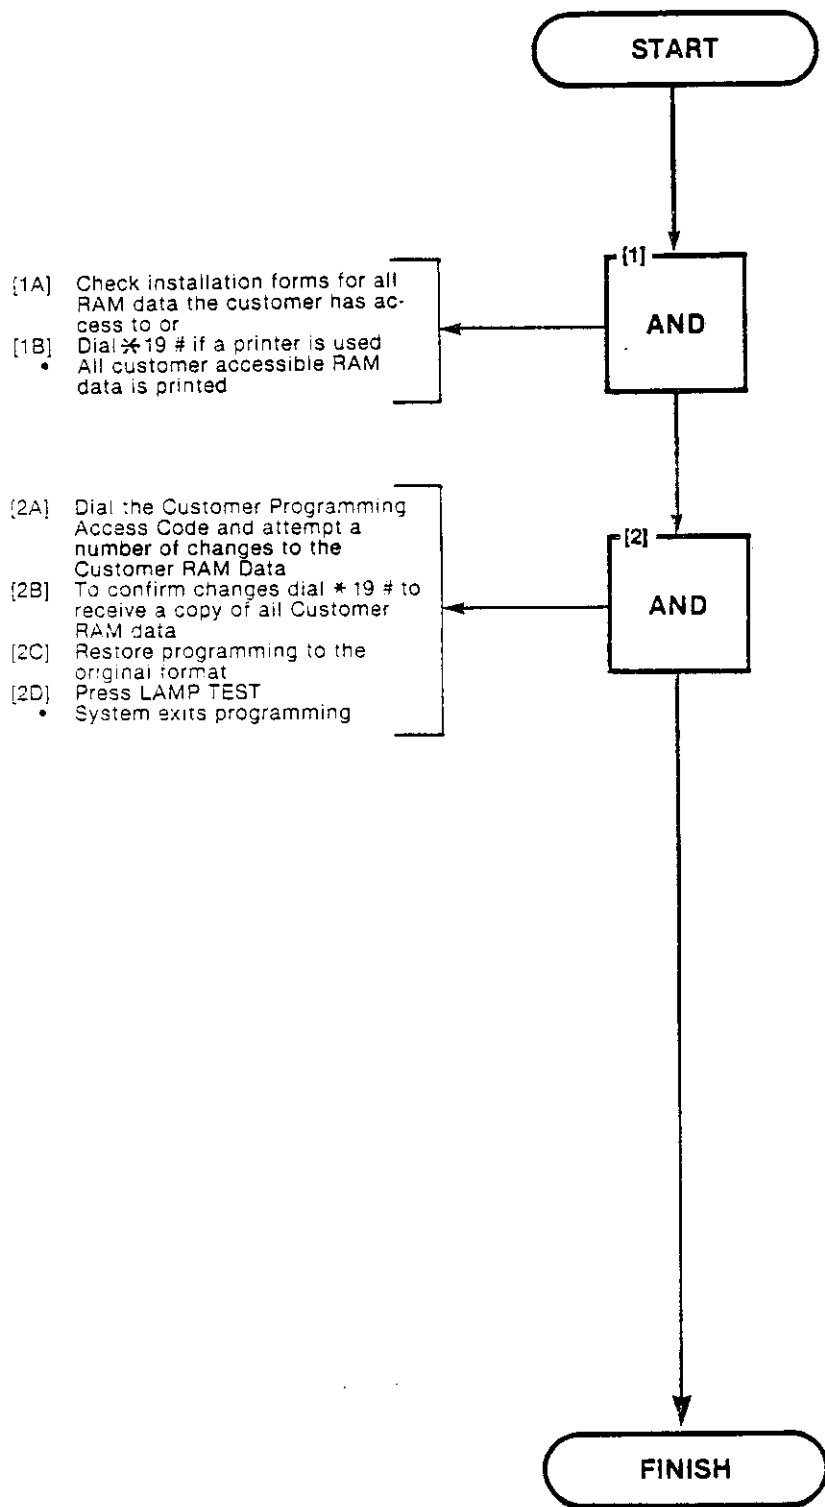 START
[1]
AND
[1A] Check installation forms for all
RAM data the customer has ac-
cess to or
[1B] Dial * 19 # if a printer is used
• All customer accessible RAM
data is printed
[2]
AND
[2A] Dial the Customer Programming
Access Code and attempt a
number of changes to the
Customer RAM Data
[2B] To confirm changes dial * 19 # to
receive a copy of all Customer
RAM data
[2C] Restore programming to the
original format
[2D] Press LAMP TEST
• System exits programming
FINISH